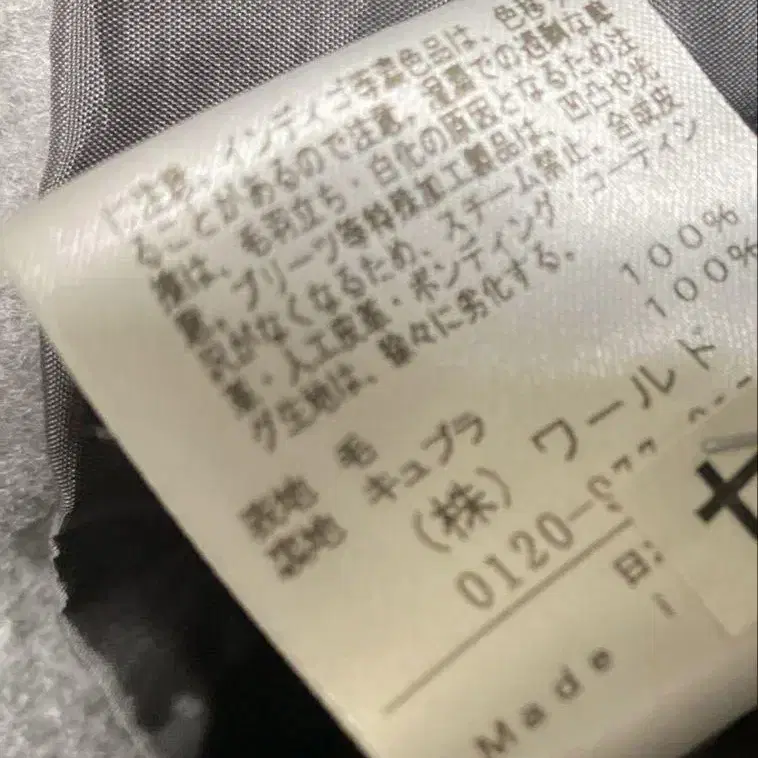 に注意。インディゴ等濃色品は、色移
ることがあるので注意。着用での過剰な摩
擦は、毛羽立ち・白化の原因となるため注
意。プリーツ等特殊加工製品は、凹凸や光
沢がなくなるため、スチーム禁止。合成皮
革・人工皮革・ボンディング・コーティン
グ生地は、徐々に劣化する。
表地 毛 100%
裏地 キュプラ 100%
(株)ワールド
0120-
日
Made